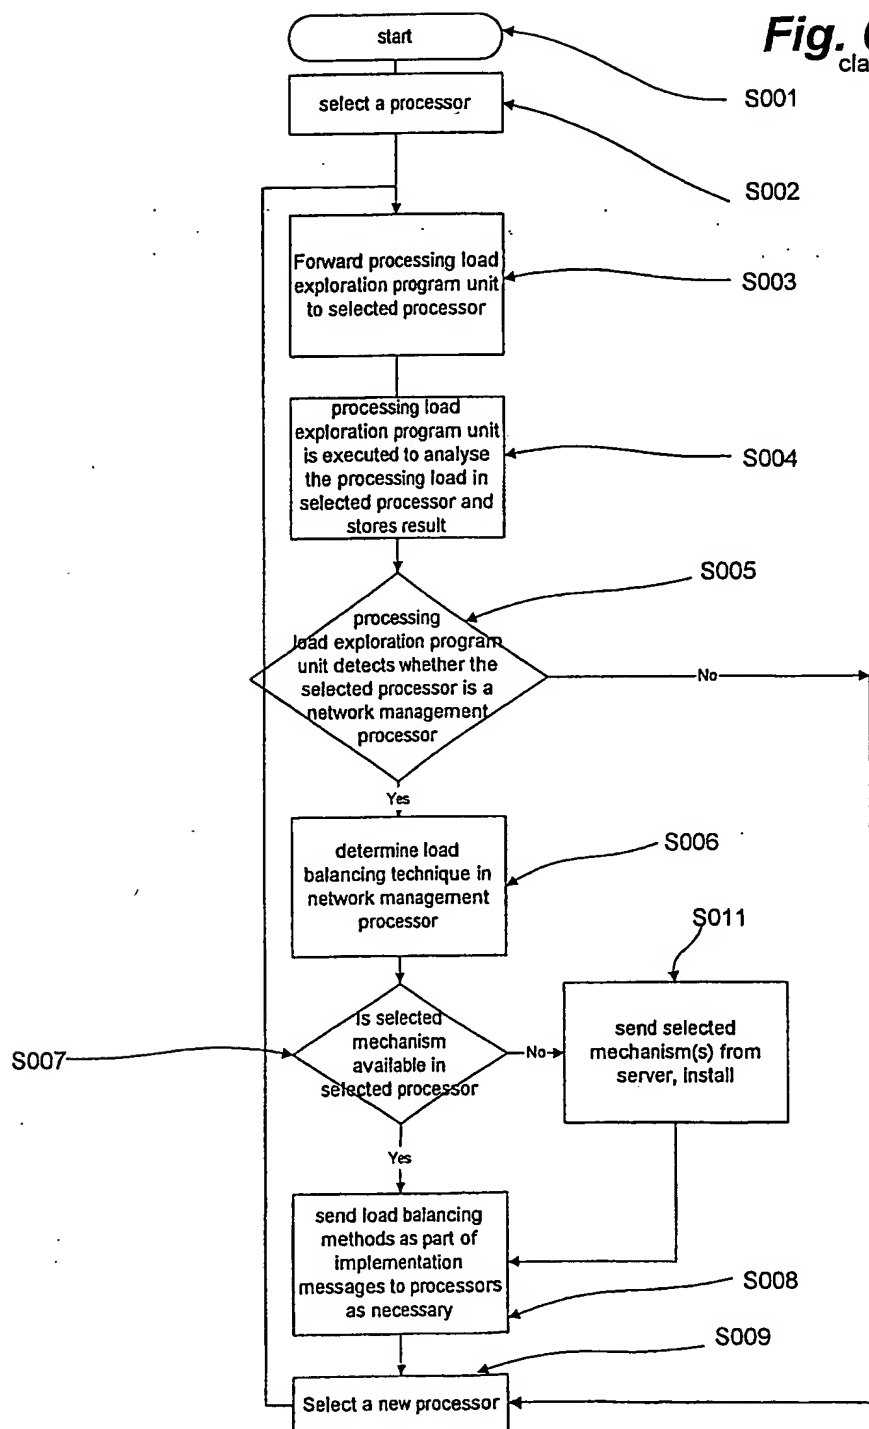 Fig.
cla
start
S001
select a processor
S002
Forward processing load
exploration program unit
to selected processor
S003
processing load
exploration program unit
is executed to analyse
the processing load in
selected processor and
stores result
S004
S005
processing
load exploration program
unit detects whether the
selected processor is a
network management
processor
No
Yes
determine load
balancing technique in
network management
processor
S006
S011
Is selected
mechanism
available in
selected processor
S007
No
send selected
mechanism(s) from
server, install
Yes
send load balancing
methods as part of
implementation
messages to processors
as necessary
S008
S009
Select a new processor